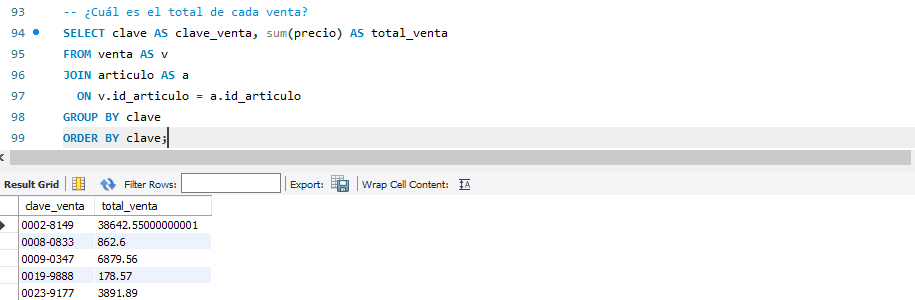 93 -- ¿Cuál es el total de cada venta?
94 SELECT clave AS clave_venta, sum(precio) AS total_venta
95 FROM venta AS v
96 JOIN articulo AS a
97 ON v.id_articulo = a.id_articulo
98 GROUP BY clave
99 ORDER BY clave;
Result Grid Filter Rows: Export: Wrap Cell Content:
clave_venta total_venta
0002-8149 38642.55000000001
0008-0833 862.6
0009-0347 6879.56
0019-9888 178.57
0023-9177 3891.89